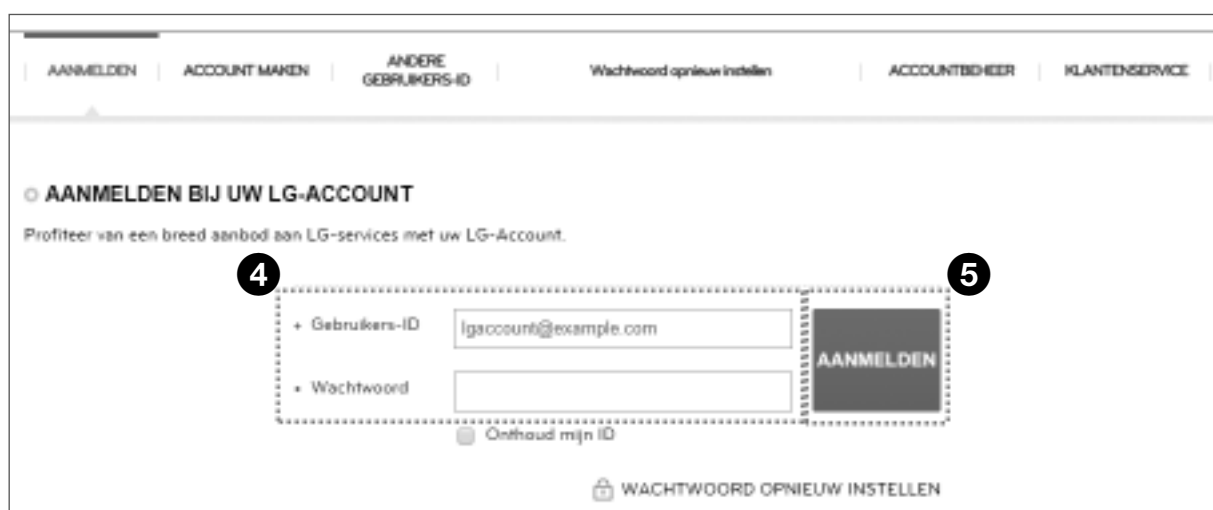 AANMELDEN
ACCOUNT MAKEN
ANDERE
GEBRUIKERS-ID
Wachtwoord opnieuw instellen
ACCOUNTBEHEER
KLANTENSERVICE
AANMELDEN BIJ UW LG-ACCOUNT
Profiteer van een breed aanbod aan LG-services met uw LG-Account.
4
5
Gebruikers-ID
lgaccount@example.com
AANMELDEN
Wachtwoord
Onthoud mijn ID
WACHTWOORD OPNIEUW INSTELLEN